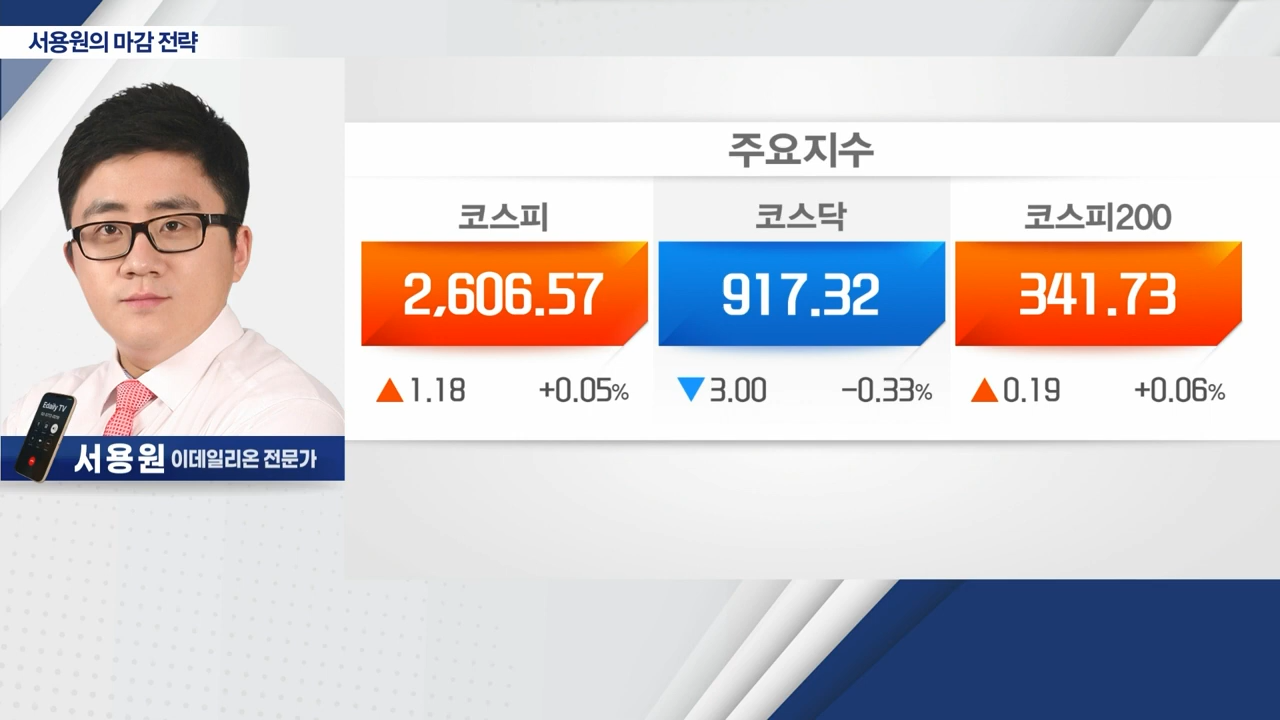 서용원의 마감 전략
주요지수
코스피
코스닥
코스피200
2,606.57
917.32
341.73
▲1.18 +0.05%
▼3.00 -0.33%
▲0.19 +0.06%
Edaily TV
서용원 이데일리온 전문가